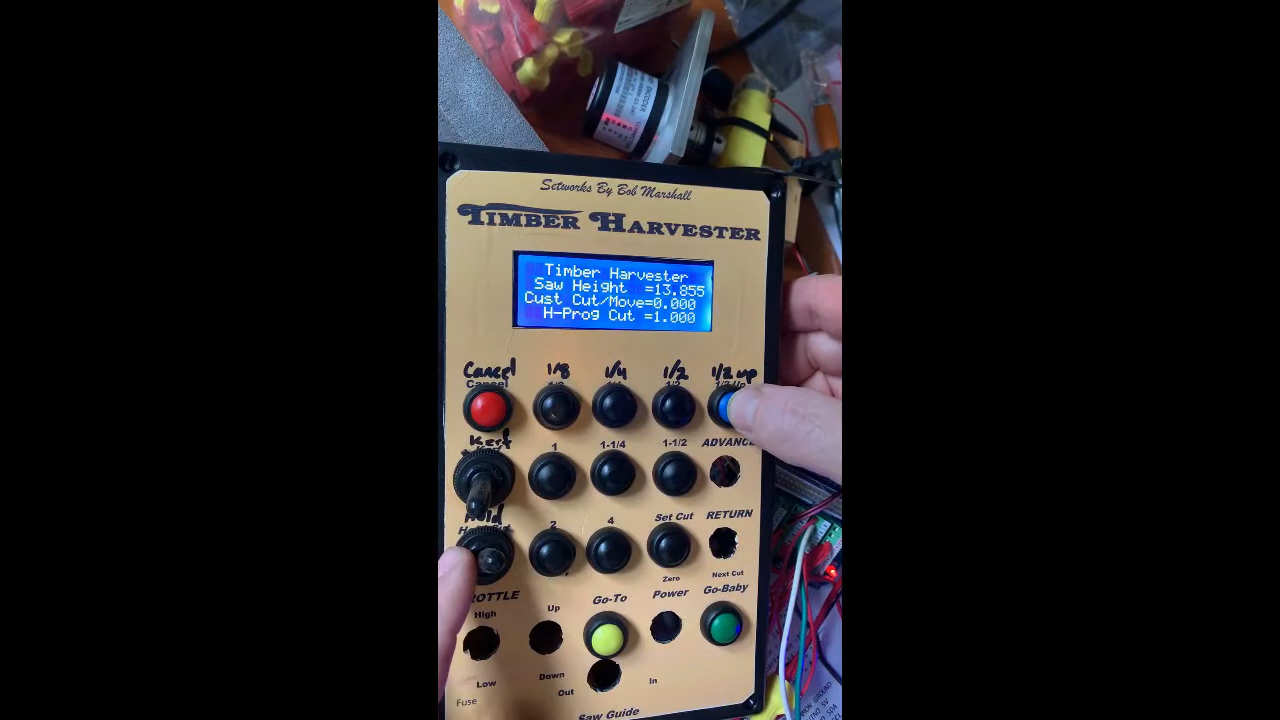 ENCODER
Setworks By Bob Marshall
TIMBER HARVESTER
Timber Harvester
Saw Height =13.855
Cust Cut/Move=0.000
H-Prog Cut =1.000
Cancel 1/8 1/4 1/2 1/2 up
Cancel
Kerf 1 1-1/4 1-1/2 ADVANCE
Hold 2 4 Set Cut RETURN
Zero Next Cut
OTTLE Go-To Power Go-Baby
High Up
Low Down Out In
Fuse Saw Guide